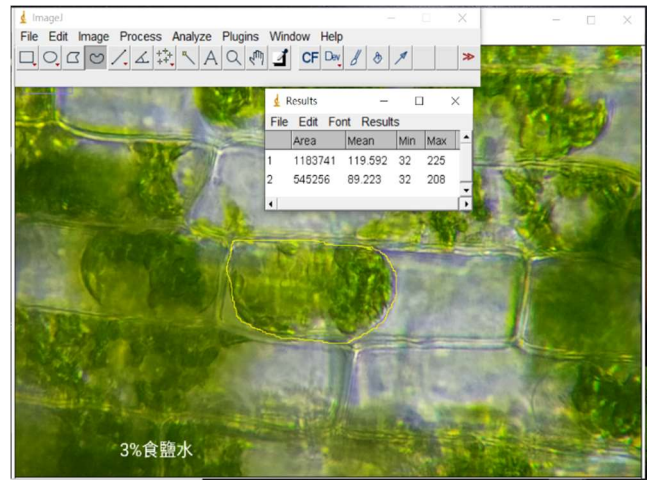 ImageJ
File Edit Image Process Analyze Plugins Window Help
CF Dev
Results
File Edit Font Results
Area Mean Min Max
1 1183741 119.592 32 225
2 545256 89.223 32 208
3%食鹽水